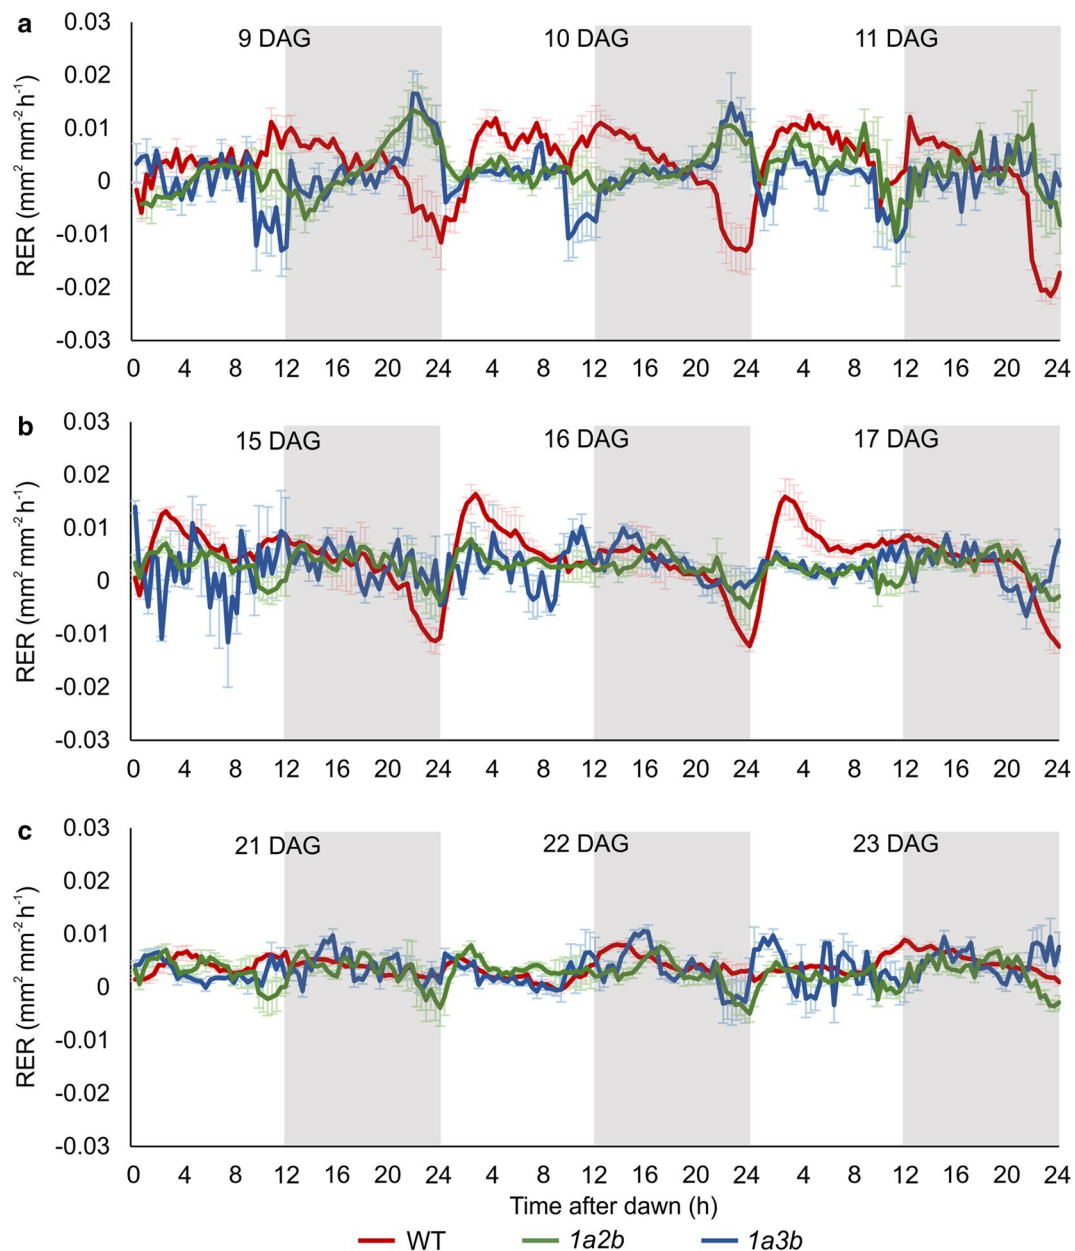 a
9 DAG 10 DAG 11 DAG
0.03
0.02
0.01
0
-0.01
-0.02
-0.03
RER (mm² mm⁻² h⁻¹)
0 4 8 12 16 20 24 4 8 12 16 20 24 4 8 12 16 20 24
b
15 DAG 16 DAG 17 DAG
0.03
0.02
0.01
0
-0.01
-0.02
-0.03
RER (mm² mm⁻² h⁻¹)
0 4 8 12 16 20 24 4 8 12 16 20 24 4 8 12 16 20 24
c
21 DAG 22 DAG 23 DAG
0.03
0.02
0.01
0
-0.01
-0.02
-0.03
RER (mm² mm⁻² h⁻¹)
0 4 8 12 16 20 24 4 8 12 16 20 24 4 8 12 16 20 24
Time after dawn (h)
WT 1a2b 1a3b